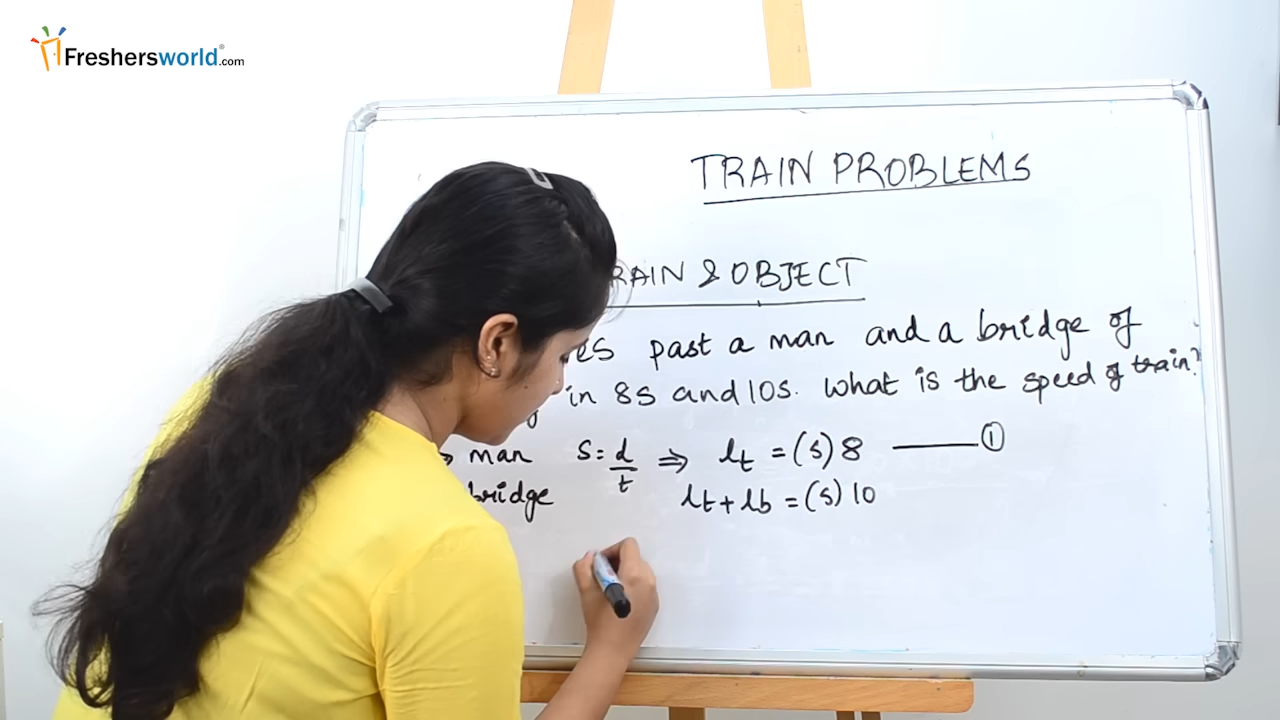 Freshersworld.com
TRAIN PROBLEMS
RAIN & OBJECT
es past a man and a bridge of
in 8s and 10s. What is the speed of train?
man S = d/t ⇒ lt = (s) 8 ——— ①
bridge lt + lb = (s) 10